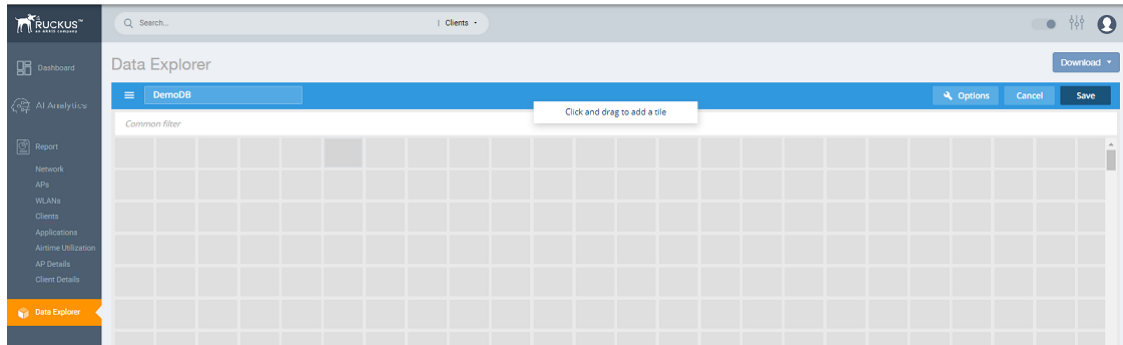 RUCKUS™
an ARRIS company
Search...
Clients
Dashboard
AI Analytics
Report
Network
APs
WLANs
Clients
Applications
Airtime Utilization
AP Details
Client Details
Data Explorer
Data Explorer
Download
DemoDB
Options
Cancel
Save
Click and drag to add a tile
Common filter